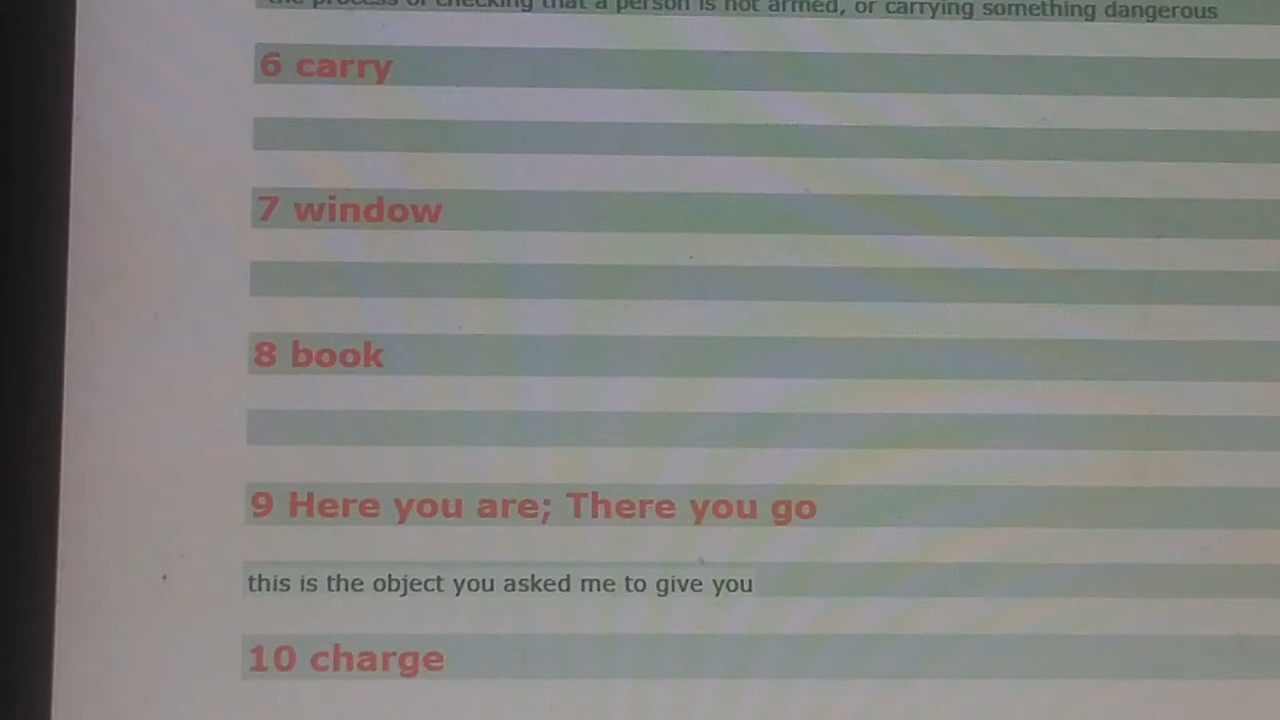 the process of checking that a person is not armed, or carrying something dangerous
6 carry
7 window
8 book
9 Here you are; There you go
this is the object you asked me to give you
10 charge